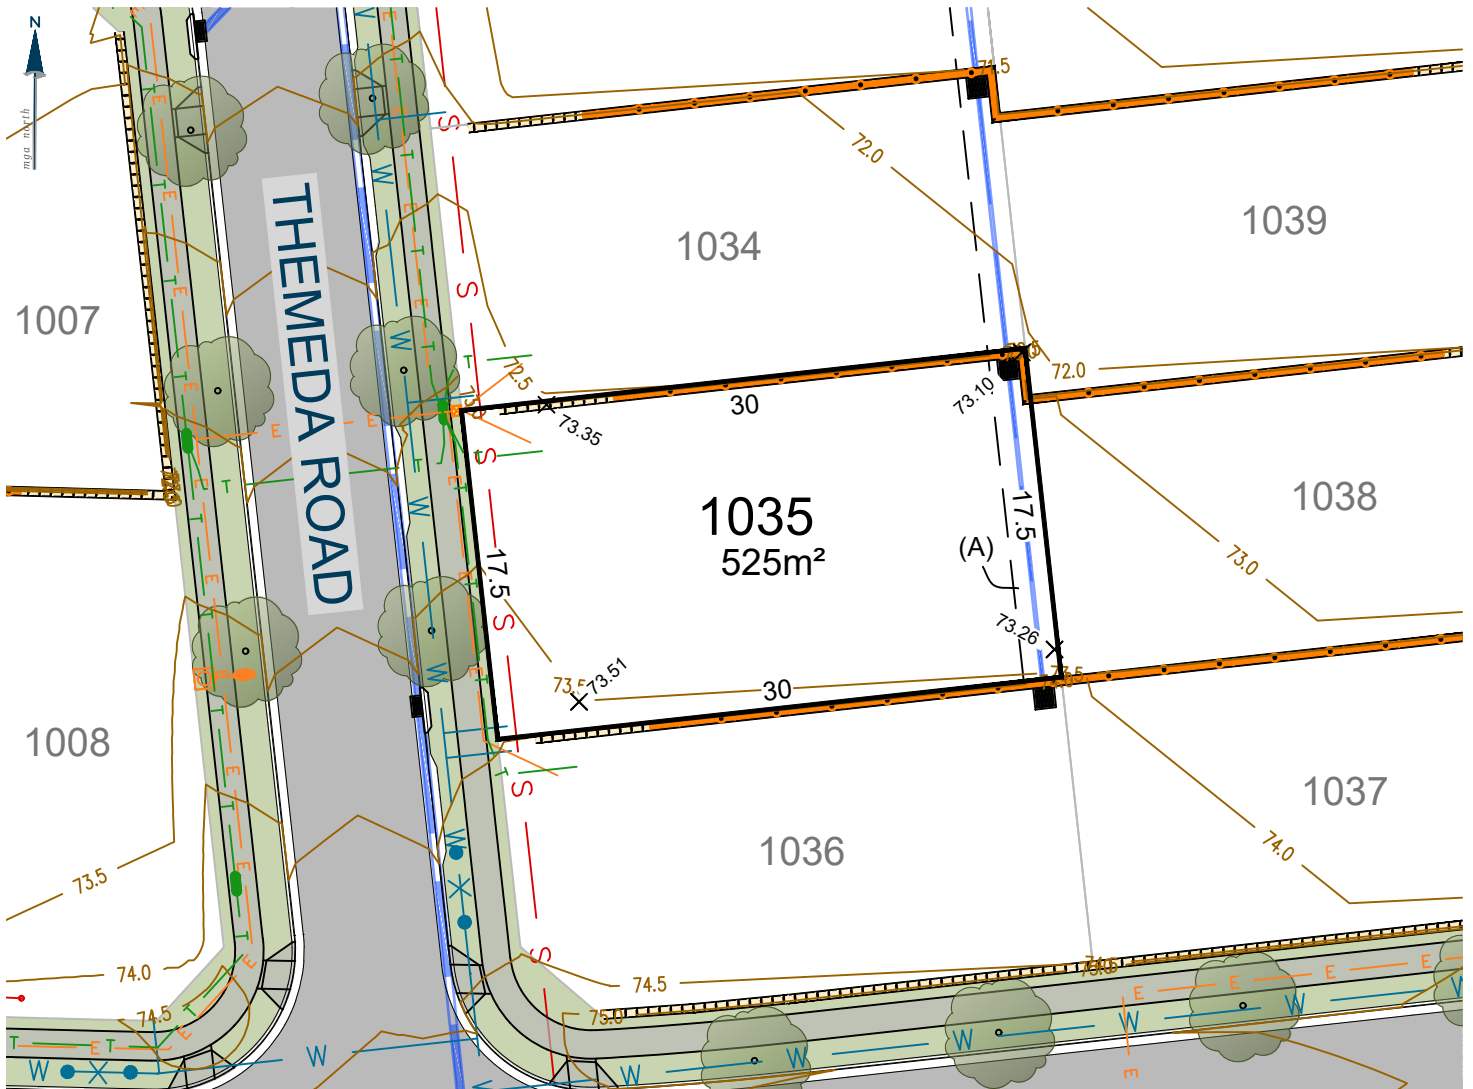 N
mga north
THEMEDA ROAD
71.5
72.0
1034
1039
1007
72.5
72.0
30
73.10
73.35
1035
525m²
17.5
17.5
(A)
1038
73.0
73.26
73.51
30
73.5
1008
1037
1036
73.5
74.0
74.0
74.5
74.5
75.0
S
S
S
S
S
S
W
W
W
W
W
W
W
W
W
W
W
W
E
E
E
E
E
E
E
E
E
E
E
E
E
T
T
T
T
T
T
T
T
T